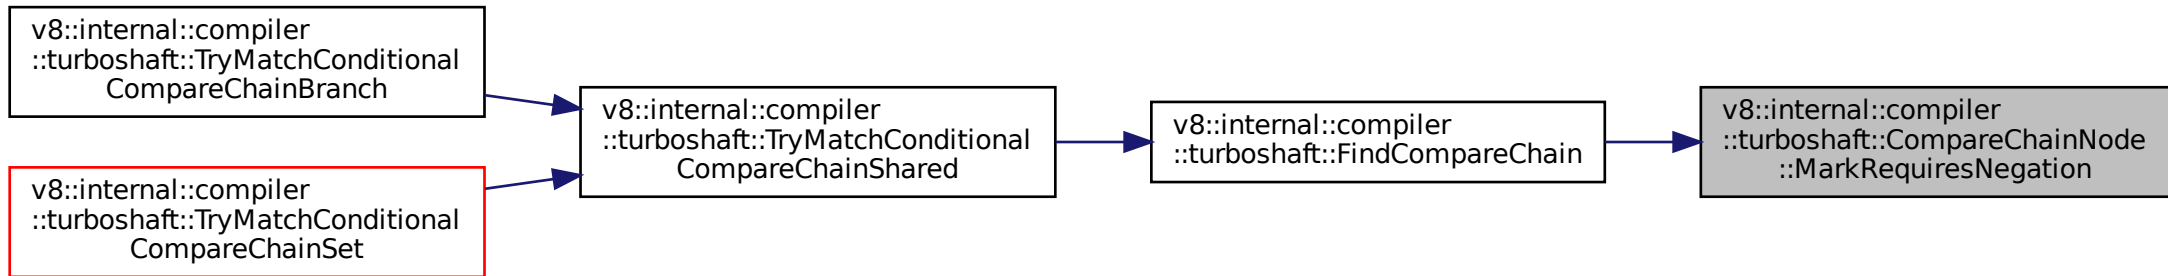 v8::internal::compiler
::turboshaft::TryMatchConditional
CompareChainBranch
v8::internal::compiler
::turboshaft::TryMatchConditional
CompareChainSet
v8::internal::compiler
::turboshaft::TryMatchConditional
CompareChainShared
v8::internal::compiler
::turboshaft::FindCompareChain
v8::internal::compiler
::turboshaft::CompareChainNode
::MarkRequiresNegation